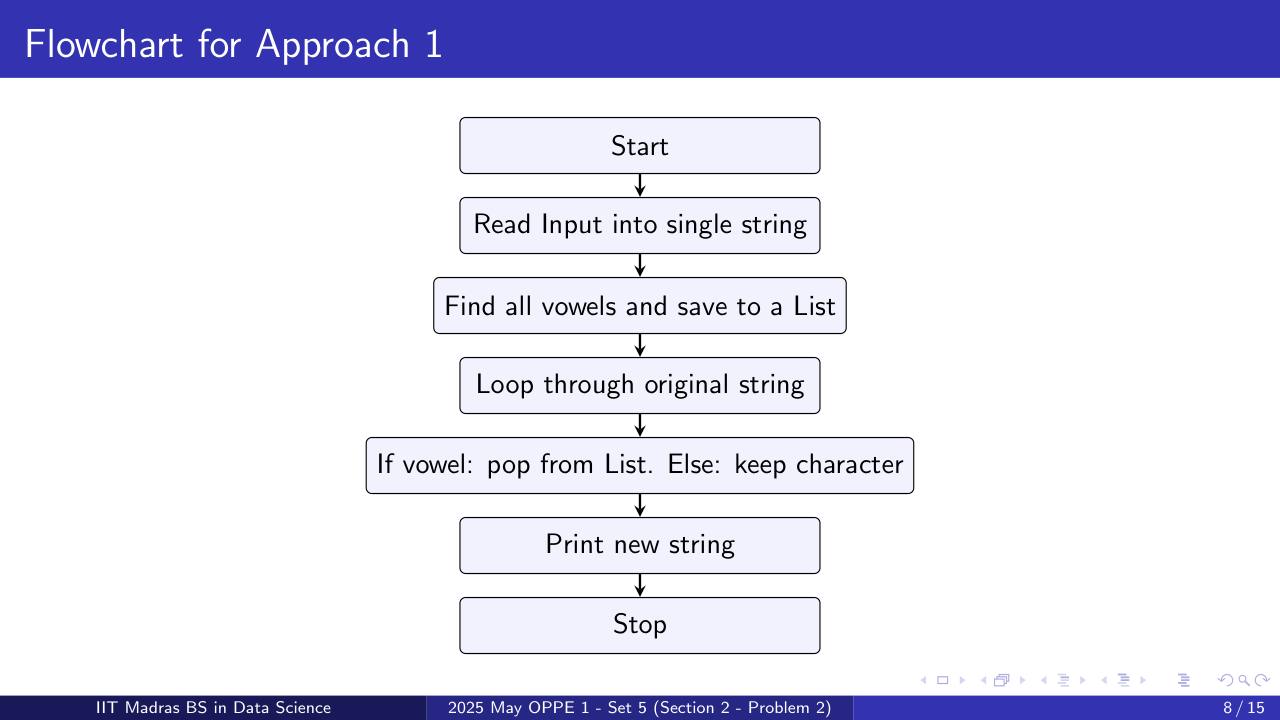 Flowchart for Approach 1
Start
Read Input into single string
Find all vowels and save to a List
Loop through original string
If vowel: pop from List. Else: keep character
Print new string
Stop
IIT Madras BS in Data Science
2025 May OPPE 1 - Set 5 (Section 2 - Problem 2)
8 / 15